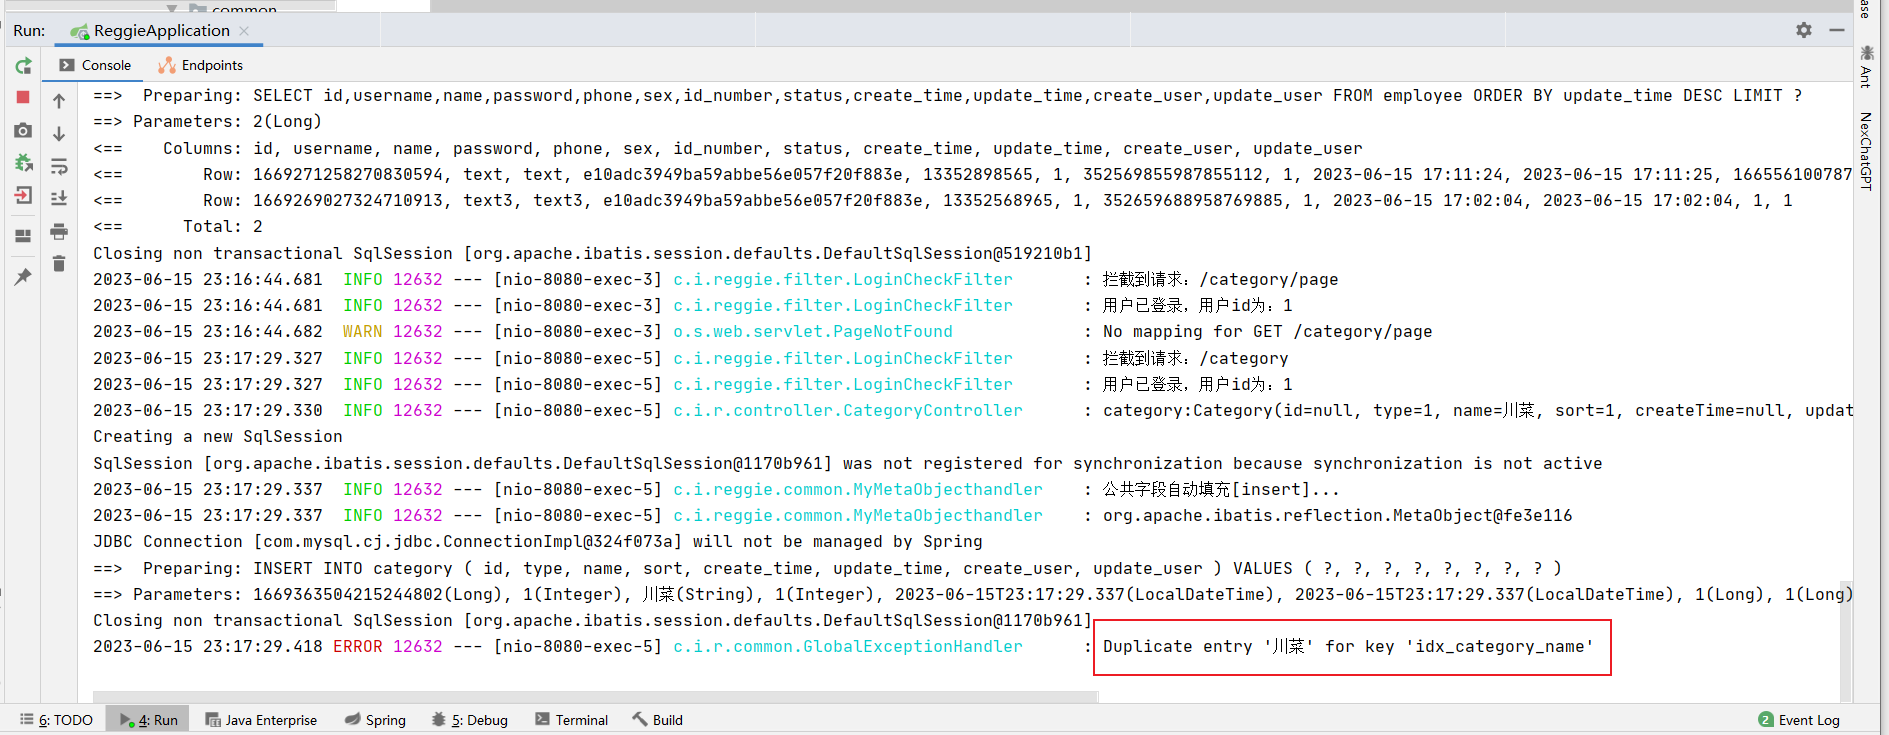 common
Run: ReggieApplication
Console Endpoints
==>  Preparing: SELECT id,username,name,password,phone,sex,id_number,status,create_time,update_time,create_user,update_user FROM employee ORDER BY update_time DESC LIMIT ?
==> Parameters: 2(Long)
<==    Columns: id, username, name, password, phone, sex, id_number, status, create_time, update_time, create_user, update_user
<==        Row: 1669271258270830594, text, text, e10adc3949ba59abbe56e057f20f883e, 13352898565, 1, 352569855987855112, 1, 2023-06-15 17:11:24, 2023-06-15 17:11:25, 166556100787
<==        Row: 1669269027324710913, text3, text3, e10adc3949ba59abbe56e057f20f883e, 13352568965, 1, 352659688958769885, 1, 2023-06-15 17:02:04, 2023-06-15 17:02:04, 1, 1
<==      Total: 2
Closing non transactional SqlSession [org.apache.ibatis.session.defaults.DefaultSqlSession@519210b1]
2023-06-15 23:16:44.681  INFO 12632 --- [nio-8080-exec-3] c.i.reggie.filter.LoginCheckFilter       : 拦截到请求：/category/page
2023-06-15 23:16:44.681  INFO 12632 --- [nio-8080-exec-3] c.i.reggie.filter.LoginCheckFilter       : 用户已登录，用户id为：1
2023-06-15 23:16:44.682  WARN 12632 --- [nio-8080-exec-3] o.s.web.servlet.PageNotFound             : No mapping for GET /category/page
2023-06-15 23:17:29.327  INFO 12632 --- [nio-8080-exec-5] c.i.reggie.filter.LoginCheckFilter       : 拦截到请求：/category
2023-06-15 23:17:29.327  INFO 12632 --- [nio-8080-exec-5] c.i.reggie.filter.LoginCheckFilter       : 用户已登录，用户id为：1
2023-06-15 23:17:29.330  INFO 12632 --- [nio-8080-exec-5] c.i.r.controller.CategoryController      : category:Category(id=null, type=1, name=川菜, sort=1, createTime=null, updat
Creating a new SqlSession
SqlSession [org.apache.ibatis.session.defaults.DefaultSqlSession@1170b961] was not registered for synchronization because synchronization is not active
2023-06-15 23:17:29.337  INFO 12632 --- [nio-8080-exec-5] c.i.reggie.common.MyMetaObjecthandler    : 公共字段自动填充[insert]...
2023-06-15 23:17:29.337  INFO 12632 --- [nio-8080-exec-5] c.i.reggie.common.MyMetaObjecthandler    : org.apache.ibatis.reflection.MetaObject@fe3e116
JDBC Connection [com.mysql.cj.jdbc.ConnectionImpl@324f073a] will not be managed by Spring
==>  Preparing: INSERT INTO category ( id, type, name, sort, create_time, update_time, create_user, update_user ) VALUES ( ?, ?, ?, ?, ?, ?, ?, ? )
==> Parameters: 1669363504215244802(Long), 1(Integer), 川菜(String), 1(Integer), 2023-06-15T23:17:29.337(LocalDateTime), 2023-06-15T23:17:29.337(LocalDateTime), 1(Long), 1(Long)
Closing non transactional SqlSession [org.apache.ibatis.session.defaults.DefaultSqlSession@1170b961]
2023-06-15 23:17:29.418 ERROR 12632 --- [nio-8080-exec-5] c.i.r.common.GlobalExceptionHandler      : Duplicate entry '川菜' for key 'idx_category_name'
6: TODO 4: Run Java Enterprise Spring 5: Debug Terminal Build 2 Event Log
ase
Ant
NexChatGPT